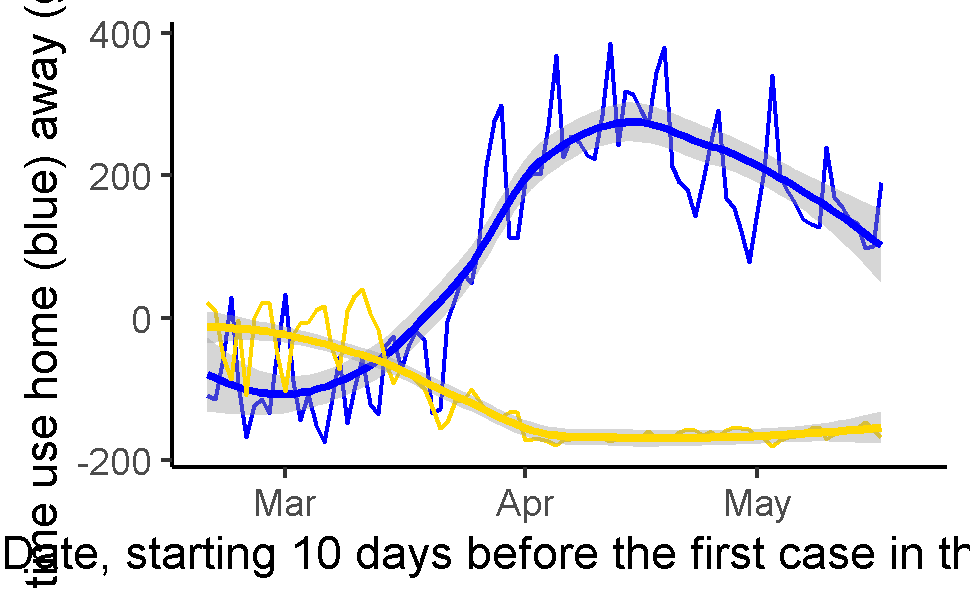 time use home (blue) away (
400
200
0
-200
Mar Apr May
Date, starting 10 days before the first case in th